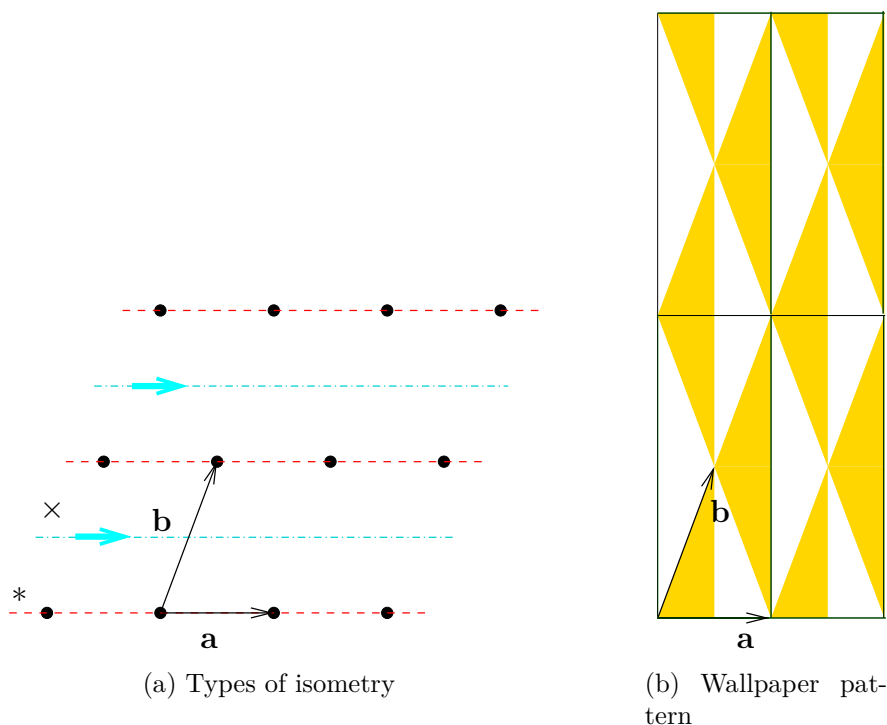 ×
b
*
a
(a) Types of isometry
b
a
(b) Wallpaper pat-
tern